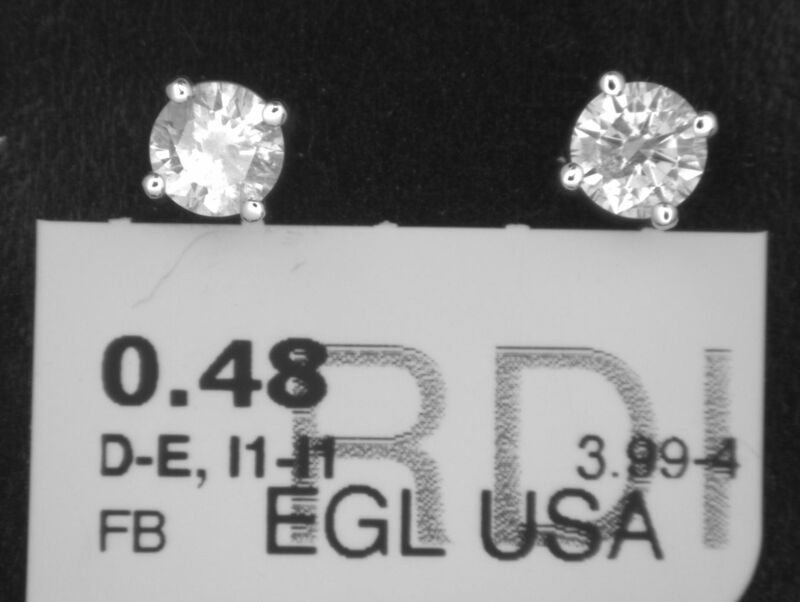 RDI
0.48
D-E, I1-I1
3.99-4
FB
EGL USA